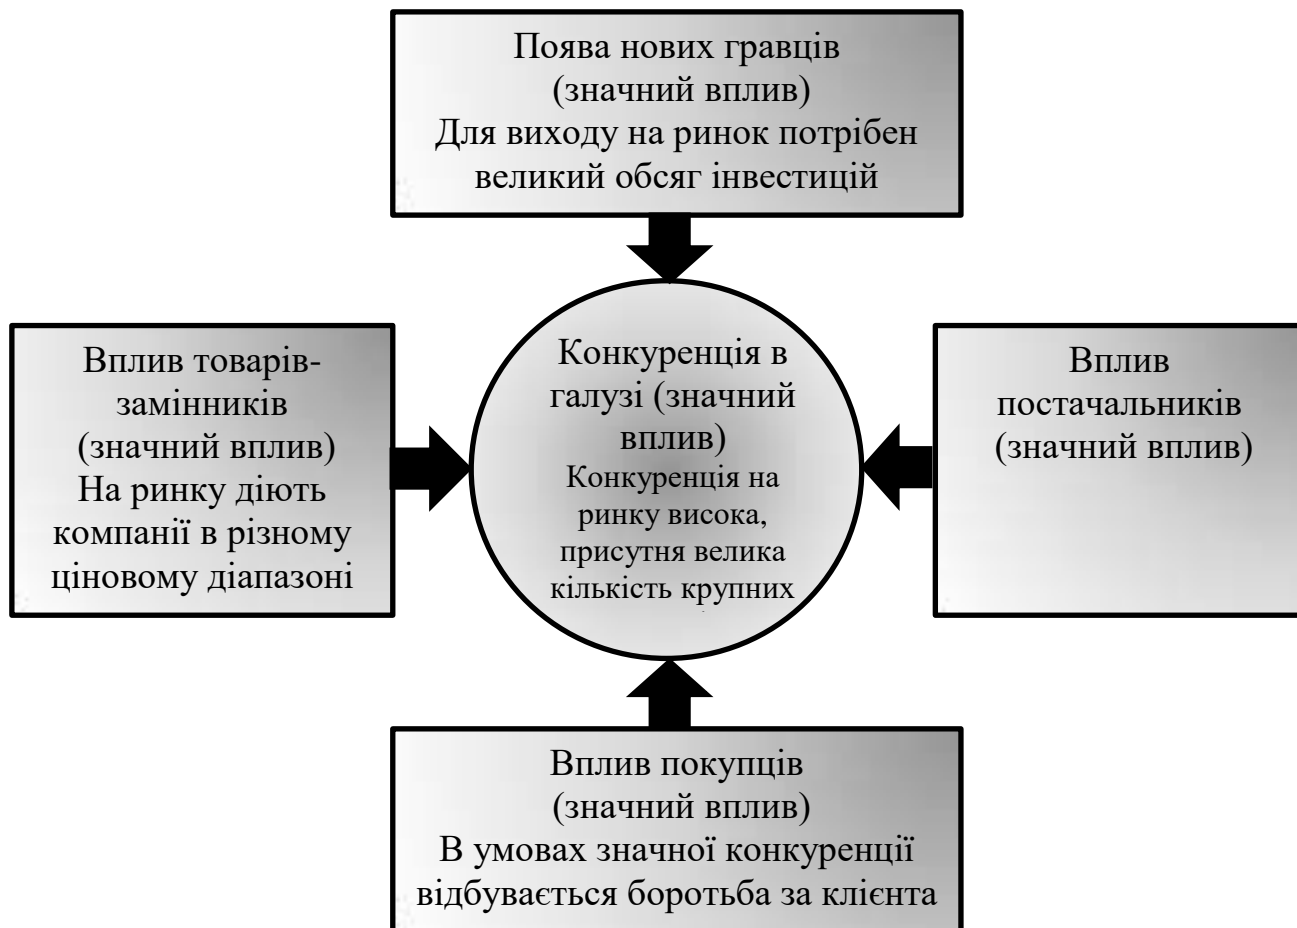 Поява нових гравців
(значний вплив)
Для виходу на ринок потрібен
великий обсяг інвестицій
Вплив товарів-
замінників
(значний вплив)
На ринку діють
компанії в різному
ціновому діапазоні
Конкуренція в
галузі (значний
вплив)
Конкуренція на
ринку висока,
присутня велика
кількість крупних
Вплив
постачальників
(значний вплив)
Вплив покупців
(значний вплив)
В умовах значної конкуренції
відбувається боротьба за клієнта